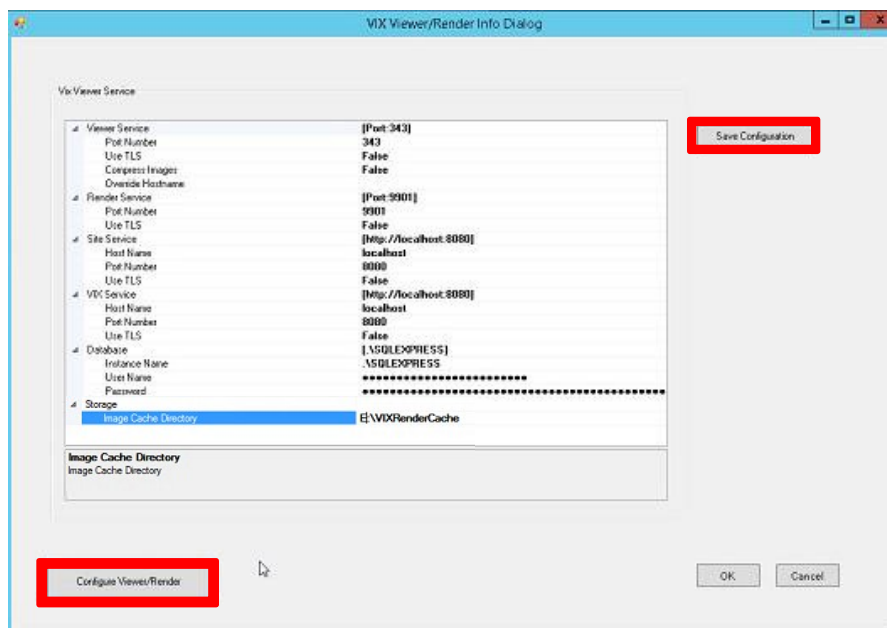 VIX Viewer/Render Info Dialog
Vix Viewer Service
Viewer Service [Port:343]
Port Number 343
Use TLS False
Compress Images False
Override Hostname
Render Service [Port:9901]
Port Number 9901
Use TLS False
Site Service [http://localhost:8080]
Host Name localhost
Port Number 8080
Use TLS False
VIX Service [http://localhost:8080]
Host Name localhost
Port Number 8080
Use TLS False
Database [.\SQLEXPRESS]
Instance Name .\SQLEXPRESS
User Name
Password
Storage
Image Cache Directory E:\VIXRenderCache
Image Cache Directory
Image Cache Directory
Save Configuration
Configure Viewer/Render
OK Cancel